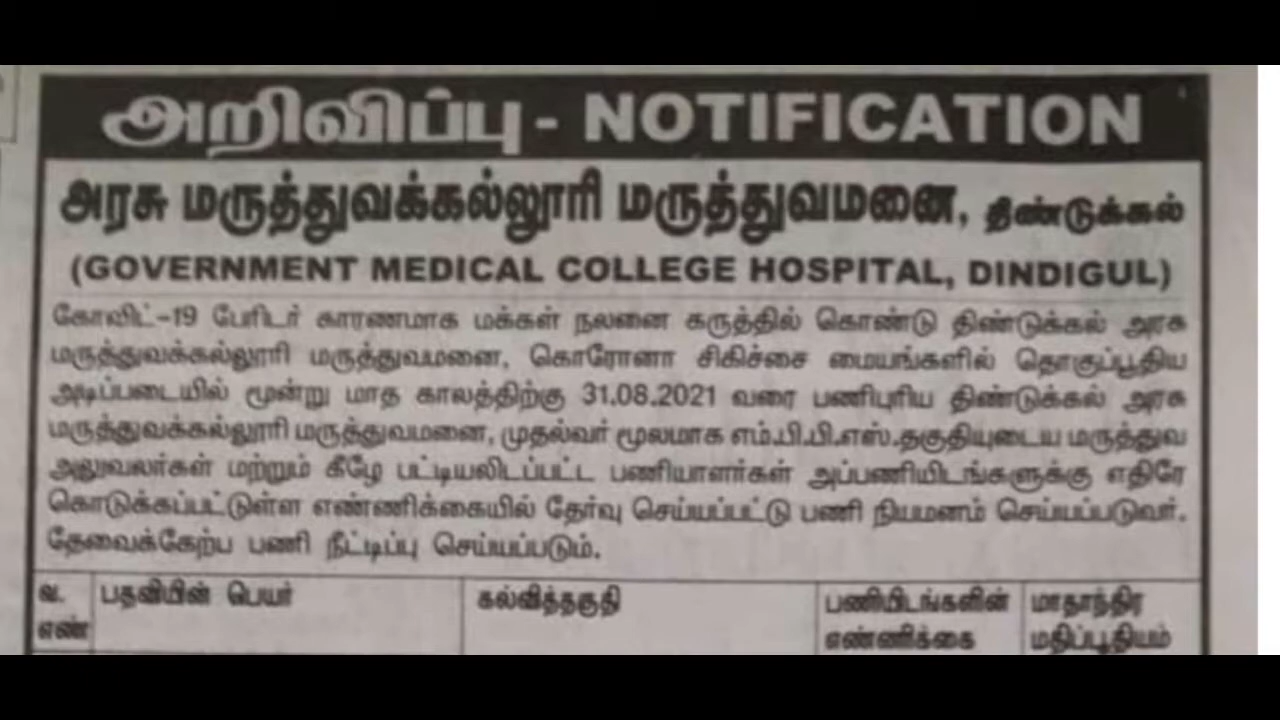 அறிவிப்பு - NOTIFICATION
அரசு மருத்துவக்கல்லூரி மருத்துவமனை, திண்டுக்கல்
(GOVERNMENT MEDICAL COLLEGE HOSPITAL, DINDIGUL)
கோவிட்-19 பேரிடர் காரணமாக மக்கள் நலனை கருத்தில் கொண்டு திண்டுக்கல் அரசு
மருத்துவக்கல்லூரி மருத்துவமனை, கொரோனா சிகிச்சை மையங்களில் தொகுப்பூதிய
அடிப்படையில் மூன்று மாத காலத்திற்கு 31.08.2021 வரை பணிபுரிய திண்டுக்கல் அரசு
மருத்துவக்கல்லூரி மருத்துவமனை, முதல்வர் மூலமாக எம்.பி.பி.எஸ்.தகுதியுடைய மருத்துவ
அலுவலர்கள் மற்றும் கீழே பட்டியலிடப்பட்ட பணியாளர்கள் அப்பணியிடங்களுக்கு எதிரே
கொடுக்கப்பட்டுள்ள எண்ணிக்கையில் தேர்வு செய்யப்பட்டு பணி நியமனம் செய்யப்படுவர்.
தேவைக்கேற்ப பணி நீட்டிப்பு செய்யப்படும்.
வ. பதவியின் பெயர் கல்வித்தகுதி பணியிடங்களின் மாதாந்திர
எண் எண்ணிக்கை மதிப்பூதியம்